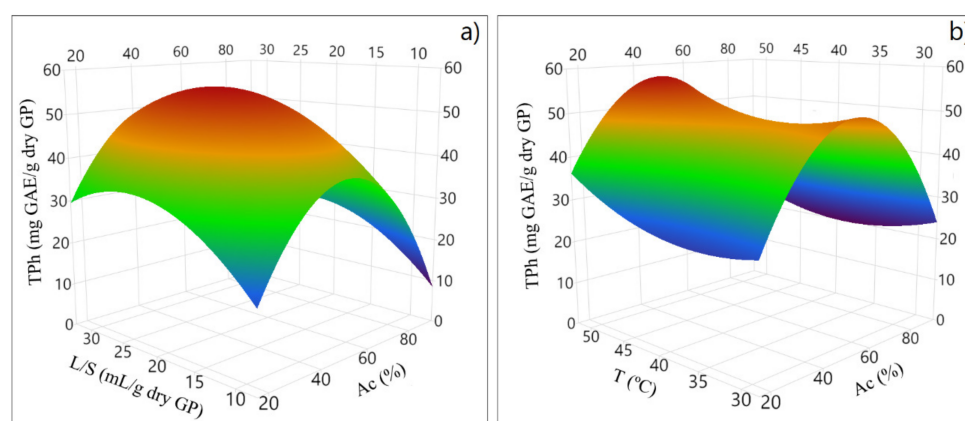 a)
20 40 60 80 30 25 20 15 10
60 60
50 50
40 40
30 30
20 20
10 10
0 0
TPh (mg GAE/g dry GP)
30 25 20 15 10
L/S (mL/g dry GP)
20 40 60 80
Ac (%)
b)
20 40 60 80 50 45 40 35 30
60 60
50 50
40 40
30 30
20 20
10 10
0 0
TPh (mg GAE/g dry GP)
50 45 40 35 30
T (ºC)
20 40 60 80
Ac (%)